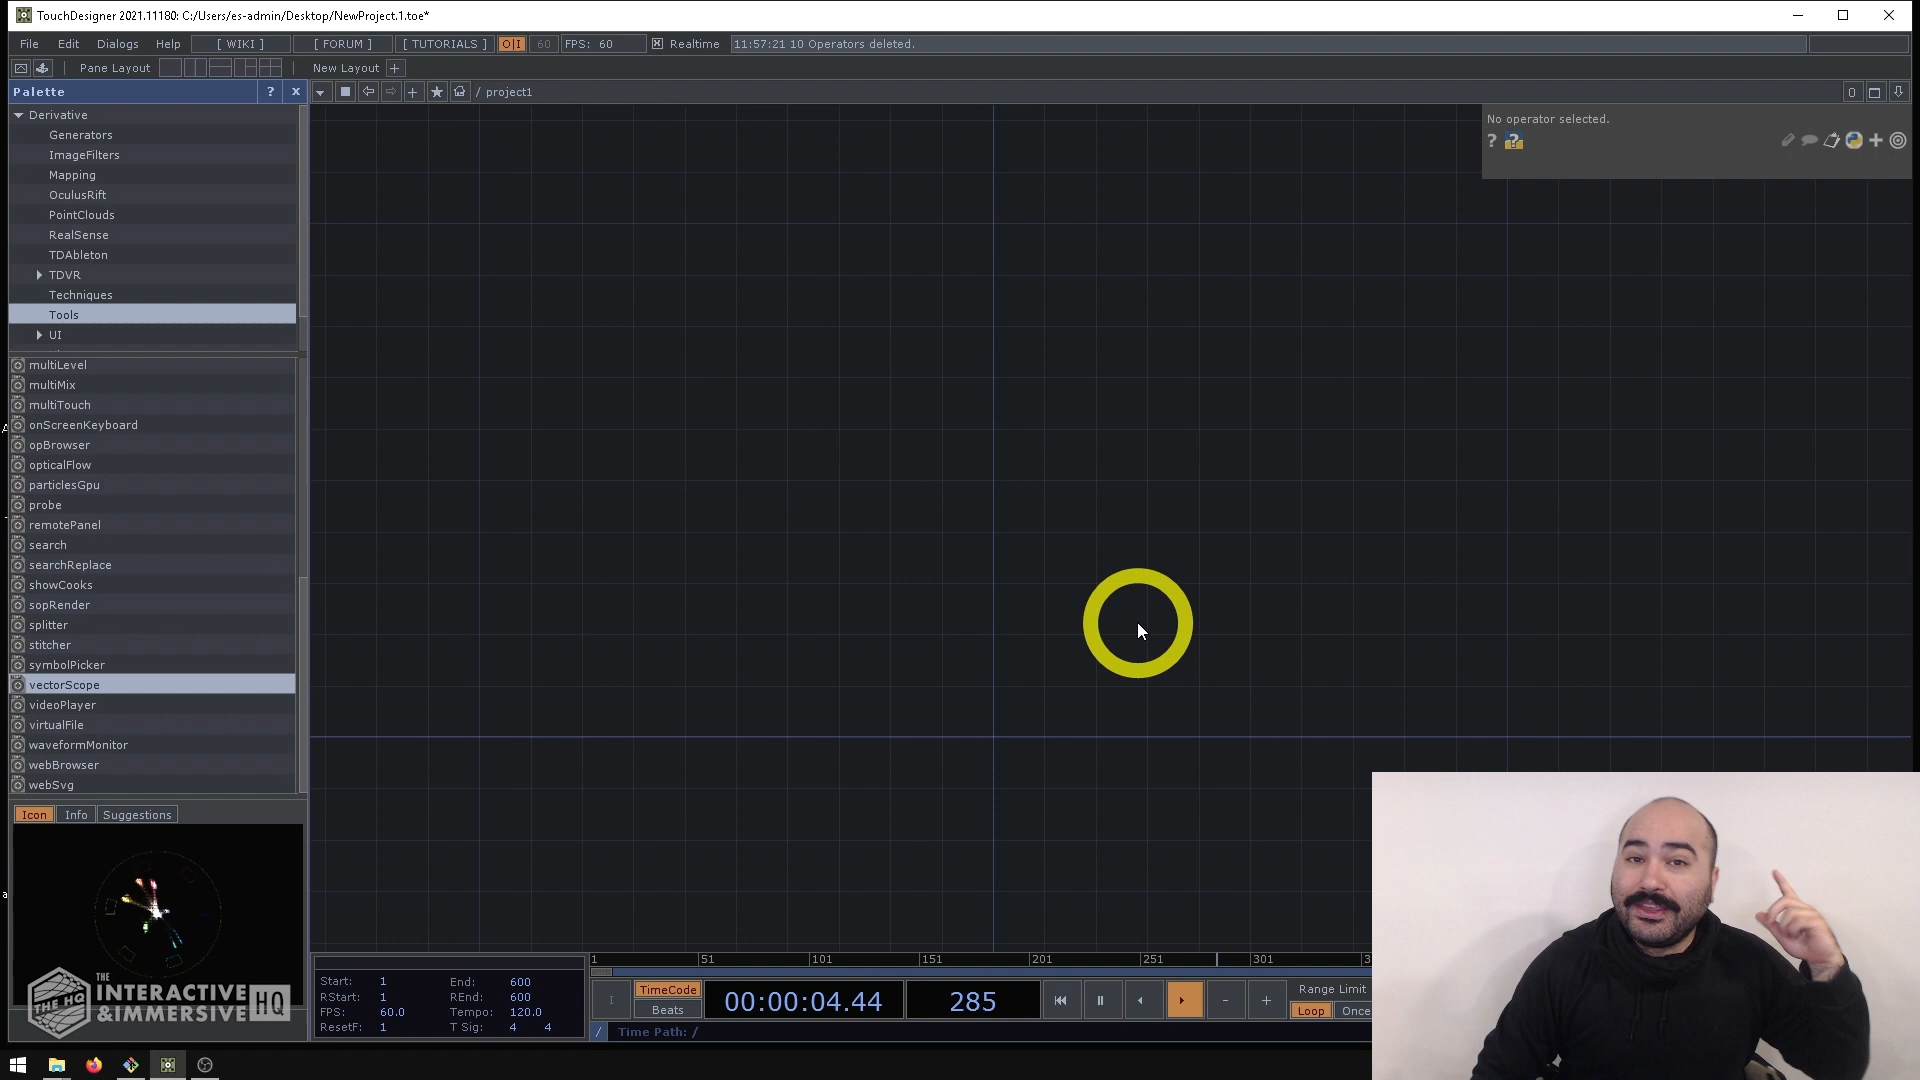 TouchDesigner 2021.11180: C:/Users/es-admin/Desktop/NewProject.1.toe*
File Edit Dialogs Help [ WIKI ] [ FORUM ] [ TUTORIALS ] O|I 60 FPS: 60 Realtime 11:57:21 10 Operators deleted.
Pane Layout New Layout +
Palette ? x / project1 0
Derivative
Generators
ImageFilters
Mapping
OculusRift
PointClouds
RealSense
TDAbleton
TDVR
Techniques
Tools
UI
No operator selected.
multiLevel
multiMix
multiTouch
onScreenKeyboard
opBrowser
opticalFlow
particlesGpu
probe
remotePanel
search
searchReplace
showCooks
sopRender
splitter
stitcher
symbolPicker
vectorScope
videoPlayer
virtualFile
waveformMonitor
webBrowser
webSvg
Icon Info Suggestions
THE HQ
THE
INTERACTIVE
& IMMERSIVE HQ
1 51 101 151 201 251 301
Start: 1 End: 600
RStart: 1 REnd: 600
FPS: 60.0 Tempo: 120.0
ResetF: 1 T Sig: 4 4
TimeCode
Beats
00:00:04.44 285
Range Limit
Loop Once
/ Time Path: /